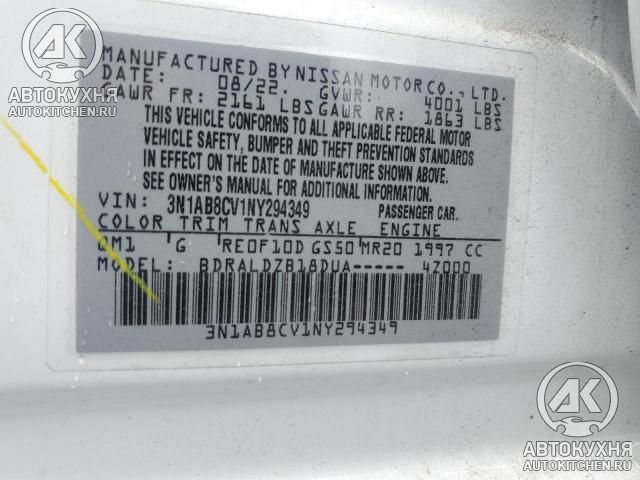 MANUFACTURED BY NISSAN MOTOR CO., LTD.
DATE: 08/22. GVWR: 4001 LBS
GAWR FR: 2161 LBS GAWR RR: 1863 LBS
THIS VEHICLE CONFORMS TO ALL APPLICABLE FEDERAL MOTOR
VEHICLE SAFETY, BUMPER AND THEFT PREVENTION STANDARDS
IN EFFECT ON THE DATE OF MANUFACTURE SHOWN ABOVE.
SEE OWNER'S MANUAL FOR ADDITIONAL INFORMATION.
VIN: 3N1AB8CV1NY294349 PASSENGER CAR.
COLOR TRIM TRANS AXLE ENGINE
QM1 G RE0F10D GS50 MR20 1997 CC
MODEL: BDRALDZB18DUA----- 4Z000
3N1AB8CV1NY294349
АК
АВТОКУХНЯ
AUTOKITCHEN.RU
АК
АВТОКУХНЯ
AUTOKITCHEN.RU